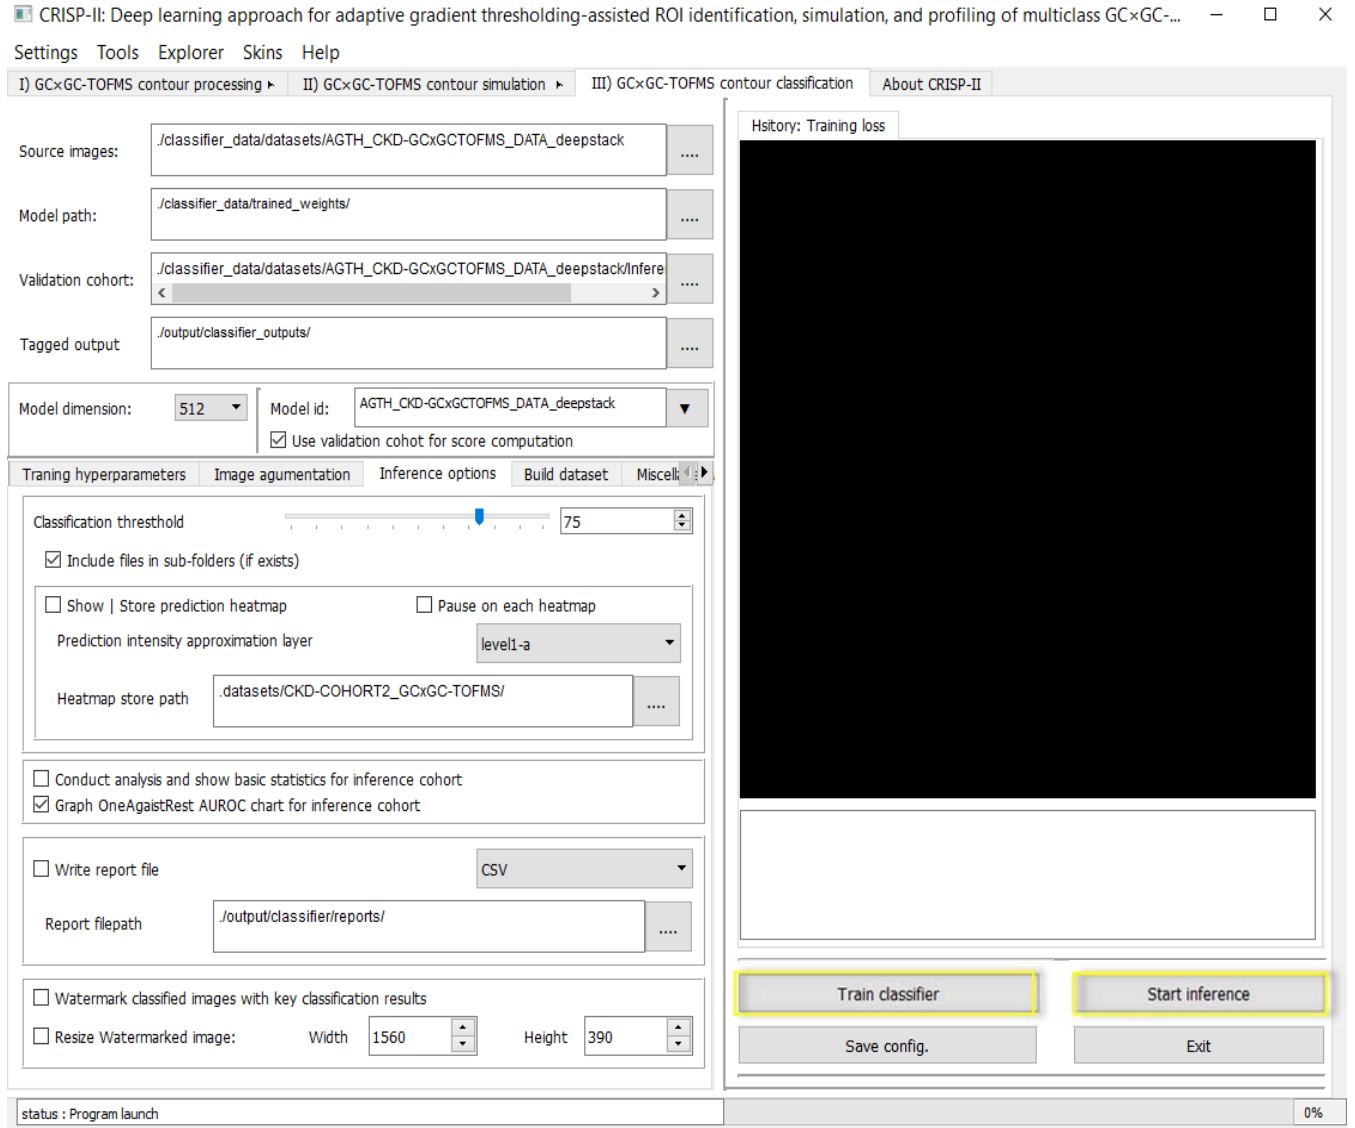 CRISP-II: Deep learning approach for adaptive gradient thresholding-assisted ROI identification, simulation, and profiling of multiclass GC×GC-...
Settings Tools Explorer Skins Help
I) GC×GC-TOFMS contour processing II) GC×GC-TOFMS contour simulation III) GC×GC-TOFMS contour classification About CRISP-II
Hsitory: Training loss
Source images: ./classifier_data/datasets/AGTH_CKD-GCxGCTOFMS_DATA_deepstack ....
Model path: ./classifier_data/trained_weights/ ....
Validation cohort: ./classifier_data/datasets/AGTH_CKD-GCxGCTOFMS_DATA_deepstack/Infere ....
Tagged output ./output/classifier_outputs/ ....
Model dimension: 512 Model id: AGTH_CKD-GCxGCTOFMS_DATA_deepstack
Use validation cohot for score computation
Traning hyperparameters Image agumentation Inference options Build dataset
Classification thresthold 75
Include files in sub-folders (if exists)
Show | Store prediction heatmap Pause on each heatmap
Prediction intensity approximation layer level1-a
Heatmap store path .datasets/CKD-COHORT2_GCxGC-TOFMS/ ....
Conduct analysis and show basic statistics for inference cohort
Graph OneAgaistRest AUROC chart for inference cohort
Write report file CSV
Report filepath ./output/classifier/reports/ ....
Watermark classified images with key classification results
Resize Watermarked image: Width 1560 Height 390
Train classifier Start inference
Save config. Exit
status : Program launch 0%